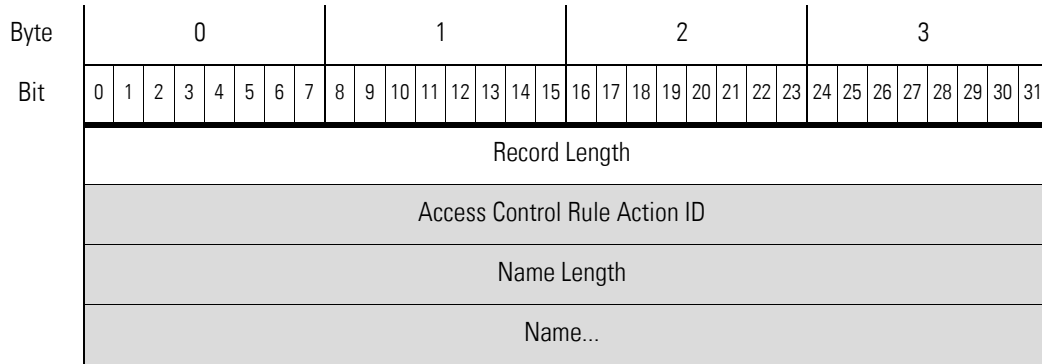 Byte 0 1 2 3
Bit 0 1 2 3 4 5 6 7 8 9 10 11 12 13 14 15 16 17 18 19 20 21 22 23 24 25 26 27 28 29 30 31
Record Length
Access Control Rule Action ID
Name Length
Name...